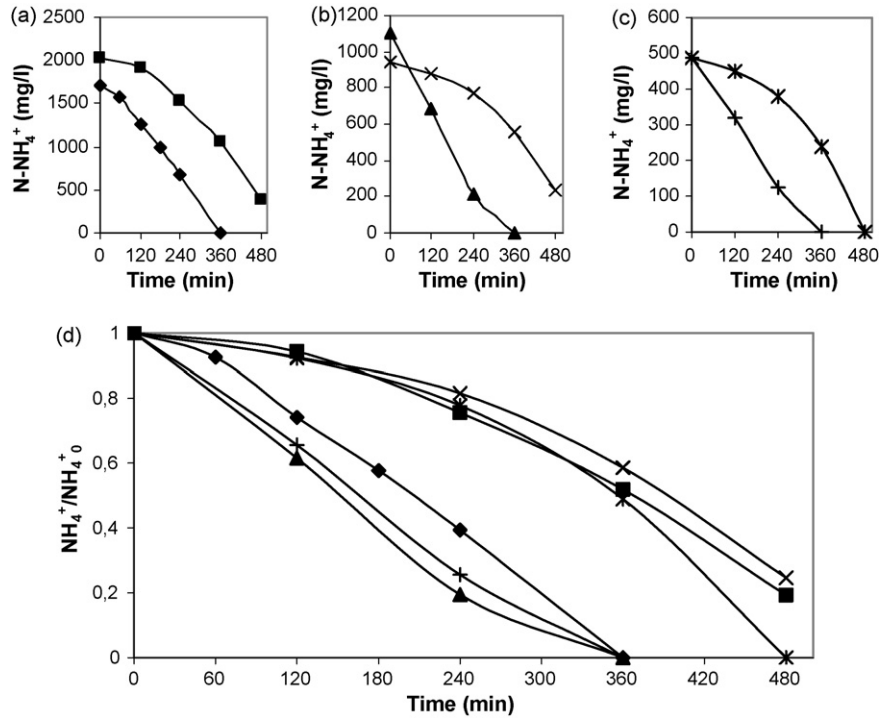 (a)
N-NH₄⁺ (mg/l)
2500
2000
1500
1000
500
0
0 120 240 360 480
Time (min)
(b)
N-NH₄⁺ (mg/l)
1200
1000
800
600
400
200
0
0 120 240 360 480
Time (min)
(c)
N-NH₄⁺ (mg/l)
600
500
400
300
200
100
0
0 120 240 360 480
Time (min)
(d)
NH₄⁺/NH₄⁺₀
1
0,8
0,6
0,4
0,2
0
0 60 120 180 240 300 360 420 480
Time (min)